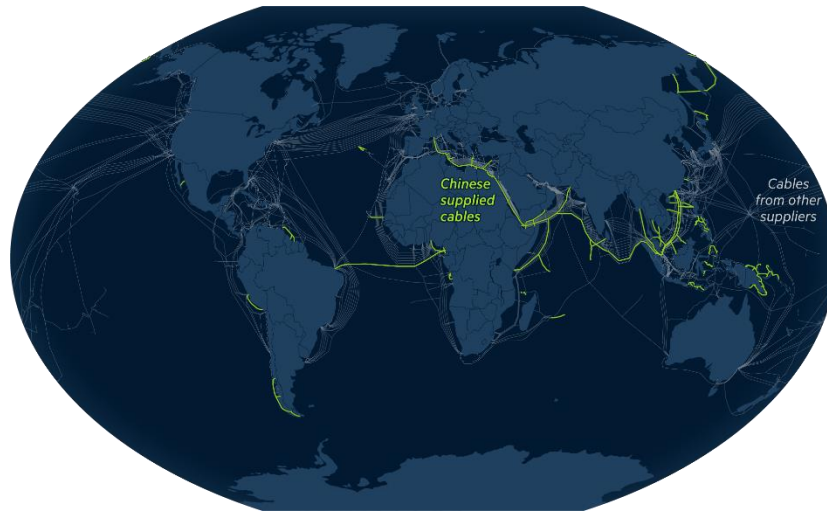 Chinese
supplied
cables
Cables
from other
suppliers